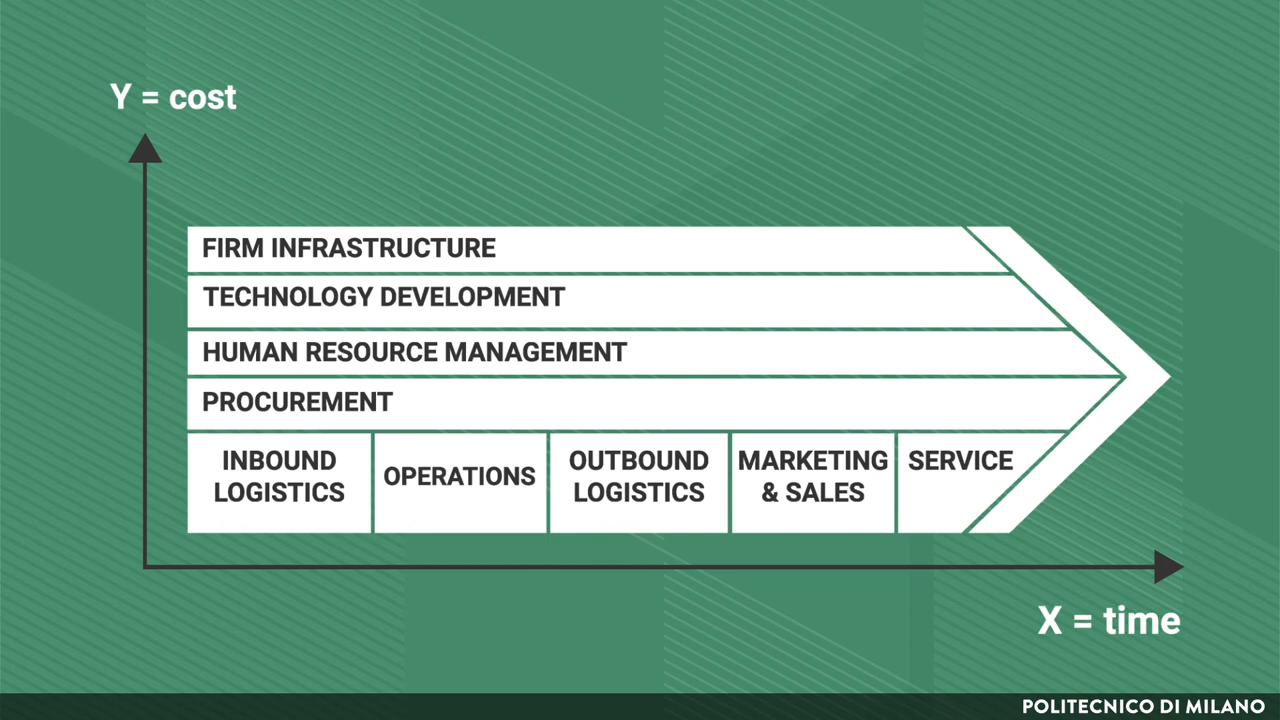 Y = cost
FIRM INFRASTRUCTURE
TECHNOLOGY DEVELOPMENT
HUMAN RESOURCE MANAGEMENT
PROCUREMENT
INBOUND
LOGISTICS
OPERATIONS
OUTBOUND
LOGISTICS
MARKETING
& SALES
SERVICE
X = time
POLITECNICO DI MILANO